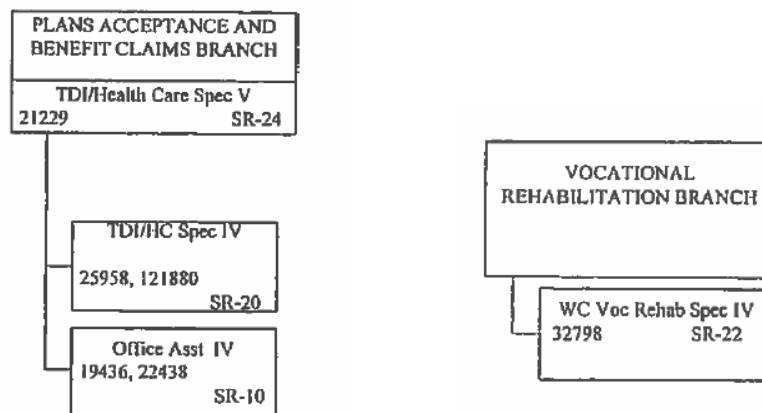 PLANS ACCEPTANCE AND
BENEFIT CLAIMS BRANCH
TDI/Health Care Spec V
21229 SR-24
TDI/HC Spec IV
25958, 121880
SR-20
Office Asst IV
19436, 22438
SR-10
VOCATIONAL
REHABILITATION BRANCH
WC Voc Rehab Spec IV
32798 SR-22